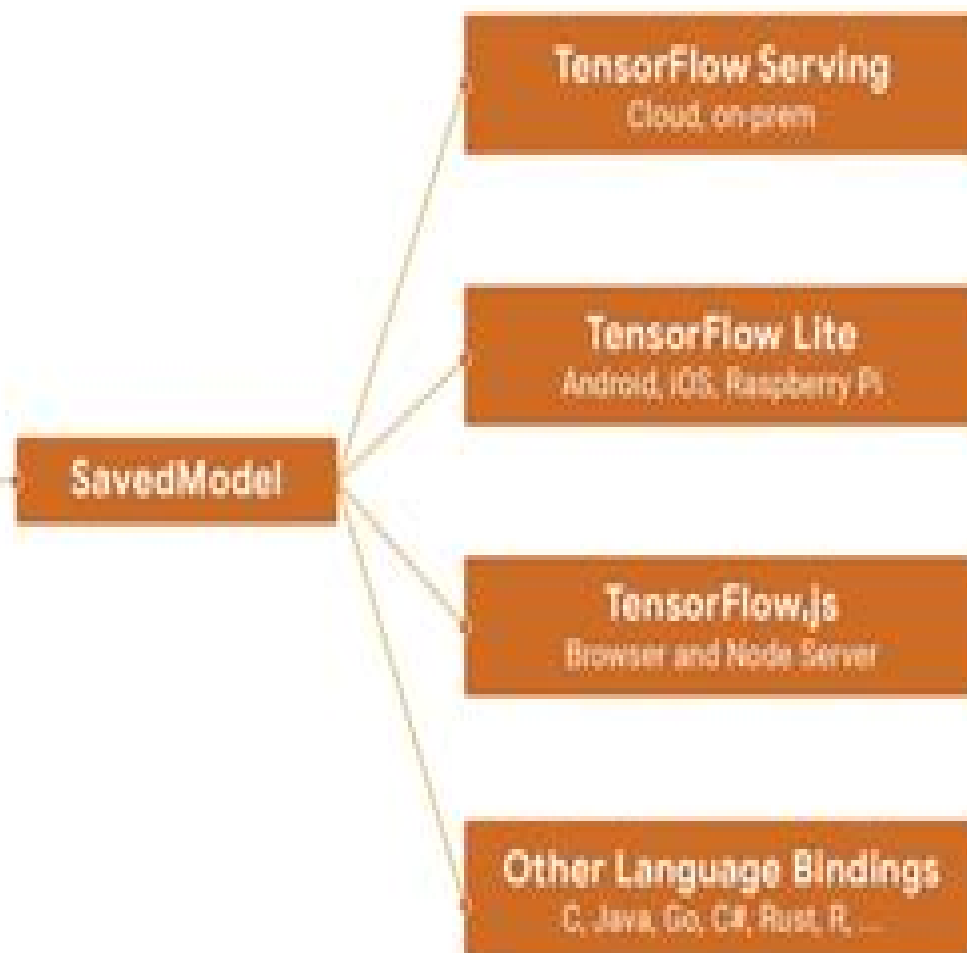 TensorFlow Serving
Cloud, on-prem
TensorFlow Lite
Android, iOS, Raspberry Pi
SavedModel
TensorFlow.js
Browser and Node Server
Other Language Bindings
C, Java, Go, C#, Rust, R, ...